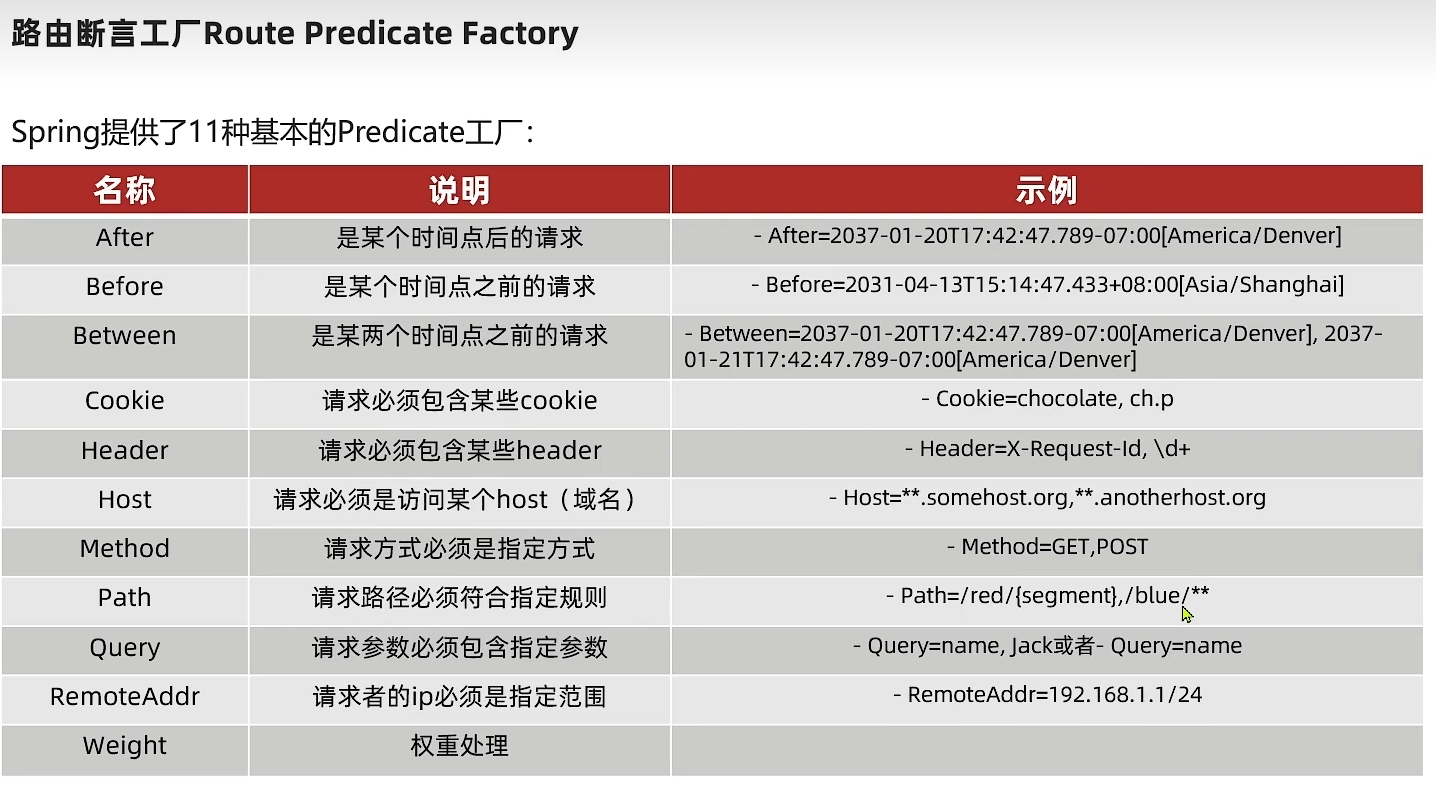 路由断言工厂Route Predicate Factory
Spring提供了11种基本的Predicate工厂：
名称 说明 示例
After 是某个时间点后的请求 - After=2037-01-20T17:42:47.789-07:00[America/Denver]
Before 是某个时间点之前的请求 - Before=2031-04-13T15:14:47.433+08:00[Asia/Shanghai]
Between 是某两个时间点之前的请求 - Between=2037-01-20T17:42:47.789-07:00[America/Denver], 2037-
01-21T17:42:47.789-07:00[America/Denver]
Cookie 请求必须包含某些cookie - Cookie=chocolate, ch.p
Header 请求必须包含某些header - Header=X-Request-Id, \d+
Host 请求必须是访问某个host（域名） - Host=**.somehost.org,**.anotherhost.org
Method 请求方式必须是指定方式 - Method=GET,POST
Path 请求路径必须符合指定规则 - Path=/red/{segment},/blue/**
Query 请求参数必须包含指定参数 - Query=name, Jack或者- Query=name
RemoteAddr 请求者的ip必须是指定范围 - RemoteAddr=192.168.1.1/24
Weight 权重处理